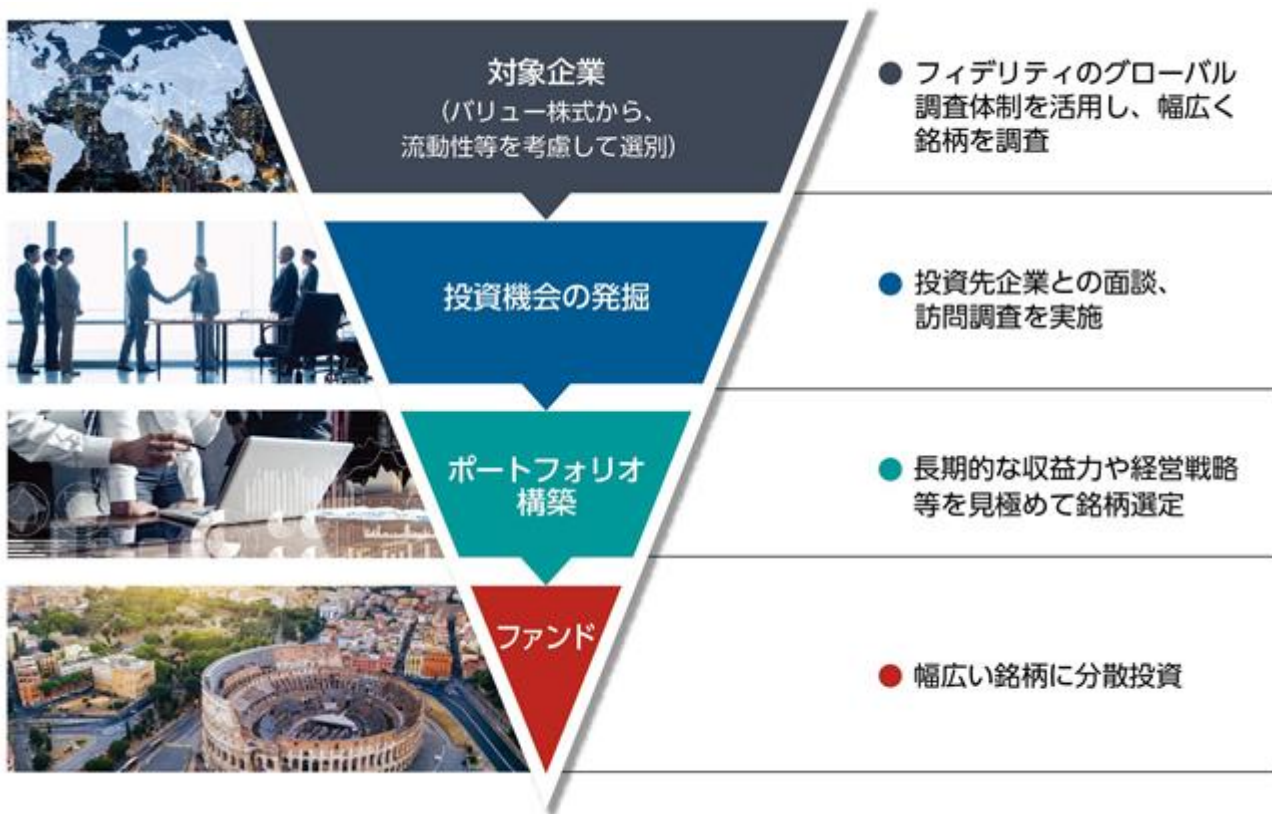 対象企業
(バリュー株式から、
流動性等を考慮して選別)
● フィデリティのグローバル
調査体制を活用し、幅広く
銘柄を調査
投資機会の発掘
● 投資先企業との面談、
訪問調査を実施
ポートフォリオ
構築
● 長期的な収益力や経営戦略
等を見極めて銘柄選定
ファンド
● 幅広い銘柄に分散投資